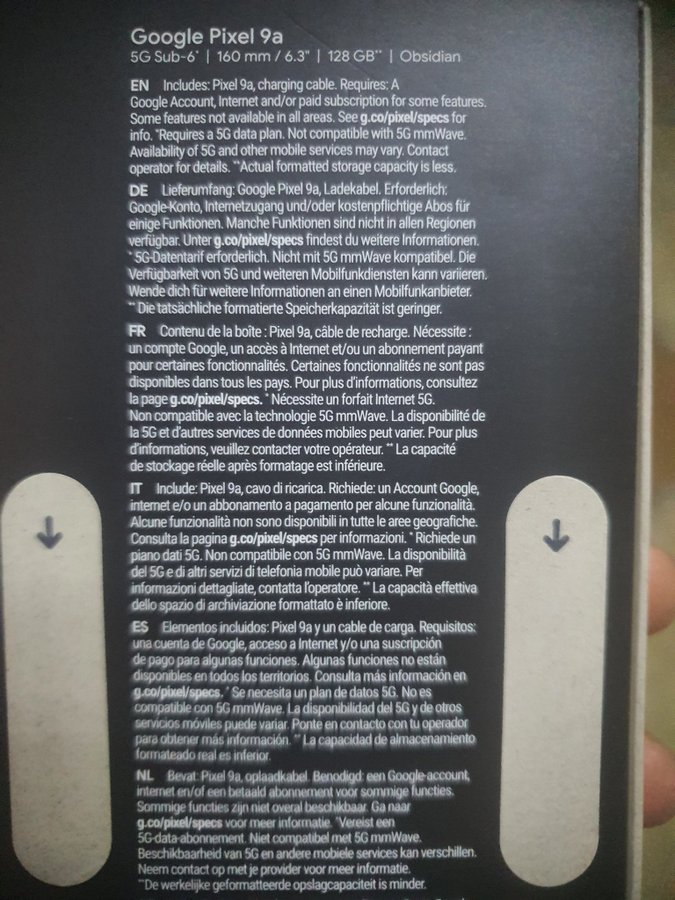 Google Pixel 9a
5G Sub-6* | 160 mm / 6.3" | 128 GB** | Obsidian
EN Includes: Pixel 9a, charging cable. Requires: A
Google Account, Internet and/or paid subscription for some features.
Some features not available in all areas. See g.co/pixel/specs for
info. *Requires a 5G data plan. Not compatible with 5G mmWave.
Availability of 5G and other mobile services may vary. Contact
operator for details. **Actual formatted storage capacity is less.
DE Lieferumfang: Google Pixel 9a, Ladekabel. Erforderlich:
Google-Konto, Internetzugang und/oder kostenpflichtige Abos für
einige Funktionen. Manche Funktionen sind nicht in allen Regionen
verfügbar. Unter g.co/pixel/specs findest du weitere Informationen.
* 5G-Datentarif erforderlich. Nicht mit 5G mmWave kompatibel. Die
Verfügbarkeit von 5G und weiteren Mobilfunkdiensten kann variieren.
Wende dich für weitere Informationen an einen Mobilfunkanbieter.
** Die tatsächliche formatierte Speicherkapazität ist geringer.
FR Contenu de la boîte : Pixel 9a, câble de recharge. Nécessite :
un compte Google, un accès à Internet et/ou un abonnement payant
pour certaines fonctionnalités. Certaines fonctionnalités ne sont pas
disponibles dans tous les pays. Pour plus d'informations, consultez
la page g.co/pixel/specs. * Nécessite un forfait Internet 5G.
Non compatible avec la technologie 5G mmWave. La disponibilité de
la 5G et d'autres services de données mobiles peut varier. Pour plus
d'informations, veuillez contacter votre opérateur. ** La capacité
de stockage réelle après formatage est inférieure.
IT Include: Pixel 9a, cavo di ricarica. Richiede: un Account Google,
internet e/o un abbonamento a pagamento per alcune funzionalità.
Alcune funzionalità non sono disponibili in tutte le aree geografiche.
Consulta la pagina g.co/pixel/specs per informazioni. * Richiede un
piano dati 5G. Non compatibile con 5G mmWave. La disponibilità
del 5G e di altri servizi di telefonia mobile può variare. Per
informazioni dettagliate, contatta l'operatore. ** La capacità effettiva
dello spazio di archiviazione formattato è inferiore.
ES Elementos incluidos: Pixel 9a y un cable de carga. Requisitos:
una cuenta de Google, acceso a Internet y/o una suscripción
de pago para algunas funciones. Algunas funciones no están
disponibles en todos los territorios. Consulta más información en
g.co/pixel/specs. * Se necesita un plan de datos 5G. No es
compatible con 5G mmWave. La disponibilidad del 5G y de otros
servicios móviles puede variar. Ponte en contacto con tu operador
para obtener más información. ** La capacidad de almacenamiento
formateado real es inferior.
NL Bevat: Pixel 9a, oplaadkabel. Benodigd: een Google-account,
internet en/of een betaald abonnement voor sommige functies.
Sommige functies zijn niet overal beschikbaar. Ga naar
g.co/pixel/specs voor meer informatie. *Vereist een
5G-data-abonnement. Niet compatibel met 5G mmWave.
Beschikbaarheid van 5G en andere mobiele services kan verschillen.
Neem contact op met je provider voor meer informatie.
**De werkelijke geformatteerde opslagcapaciteit is minder.